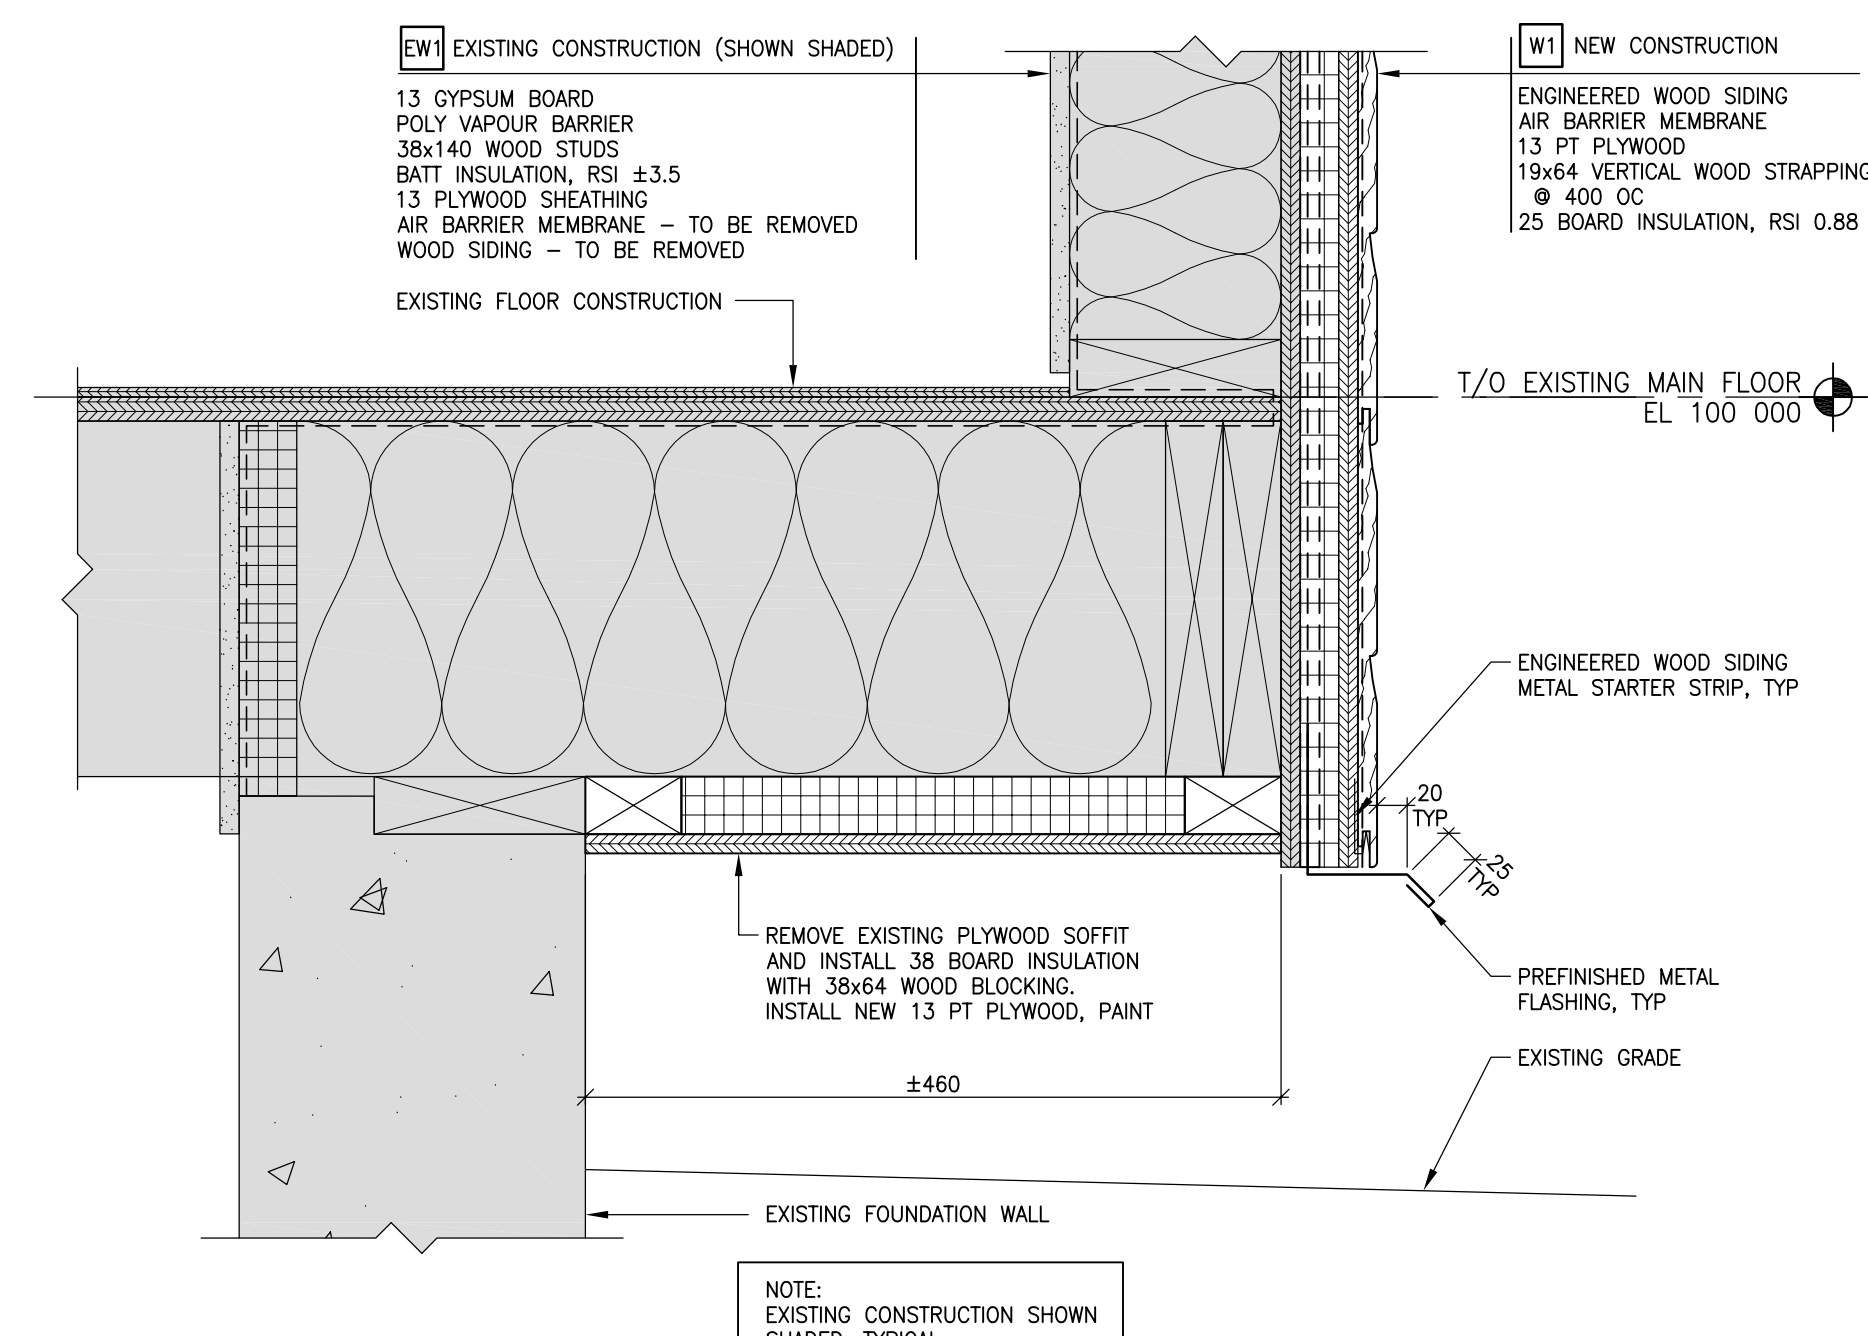 EW1 EXISTING CONSTRUCTION (SHOWN SHADED)
13 GYPSUM BOARD
POLY VAPOUR BARRIER
38x140 WOOD STUDS
BATT INSULATION, RSI ±3.5
13 PLYWOOD SHEATHING
AIR BARRIER MEMBRANE – TO BE REMOVED
WOOD SIDING – TO BE REMOVED
EXISTING FLOOR CONSTRUCTION
W1 NEW CONSTRUCTION
ENGINEERED WOOD SIDING
AIR BARRIER MEMBRANE
13 PT PLYWOOD
19x64 VERTICAL WOOD STRAPPING
@ 400 OC
25 BOARD INSULATION, RSI 0.88
T/O EXISTING MAIN FLOOR
EL 100 000
ENGINEERED WOOD SIDING
METAL STARTER STRIP, TYP
20
TYP
25
TYP
REMOVE EXISTING PLYWOOD SOFFIT
AND INSTALL 38 BOARD INSULATION
WITH 38x64 WOOD BLOCKING.
INSTALL NEW 13 PT PLYWOOD, PAINT
PREFINISHED METAL
FLASHING, TYP
EXISTING GRADE
±460
EXISTING FOUNDATION WALL
NOTE:
EXISTING CONSTRUCTION SHOWN
SHADED, TYPICAL